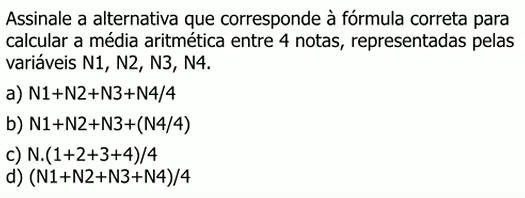 Assinale a alternativa que corresponde à fórmula correta para
calcular a média aritmética entre 4 notas, representadas pelas
variáveis N1, N2, N3, N4.
a) N1+N2+N3+N4/4
b) N1+N2+N3+(N4/4)
c) N.(1+2+3+4)/4
d) (N1+N2+N3+N4)/4